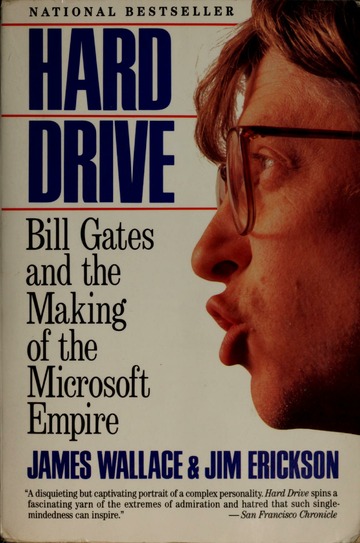 NATIONAL BESTSELLER
HARD
DRIVE
Bill Gates
and the
Making
of the
Microsoft
Empire
JAMES WALLACE & JIM ERICKSON
"A disquieting but captivating portrait of a complex personality. Hard Drive spins a
fascinating yarn of the extremes of admiration and hatred that such single-
mindedness can inspire." — San Francisco Chronicle